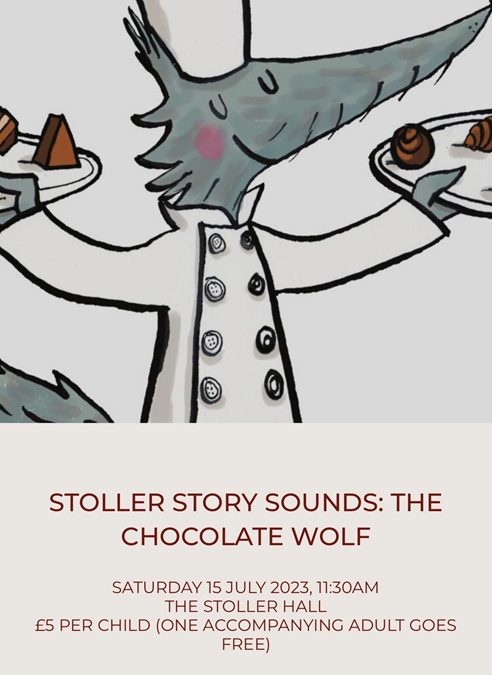 STOLLER STORY SOUNDS: THE
CHOCOLATE WOLF
SATURDAY 15 JULY 2023, 11:30AM
THE STOLLER HALL
£5 PER CHILD (ONE ACCOMPANYING ADULT GOES
FREE)